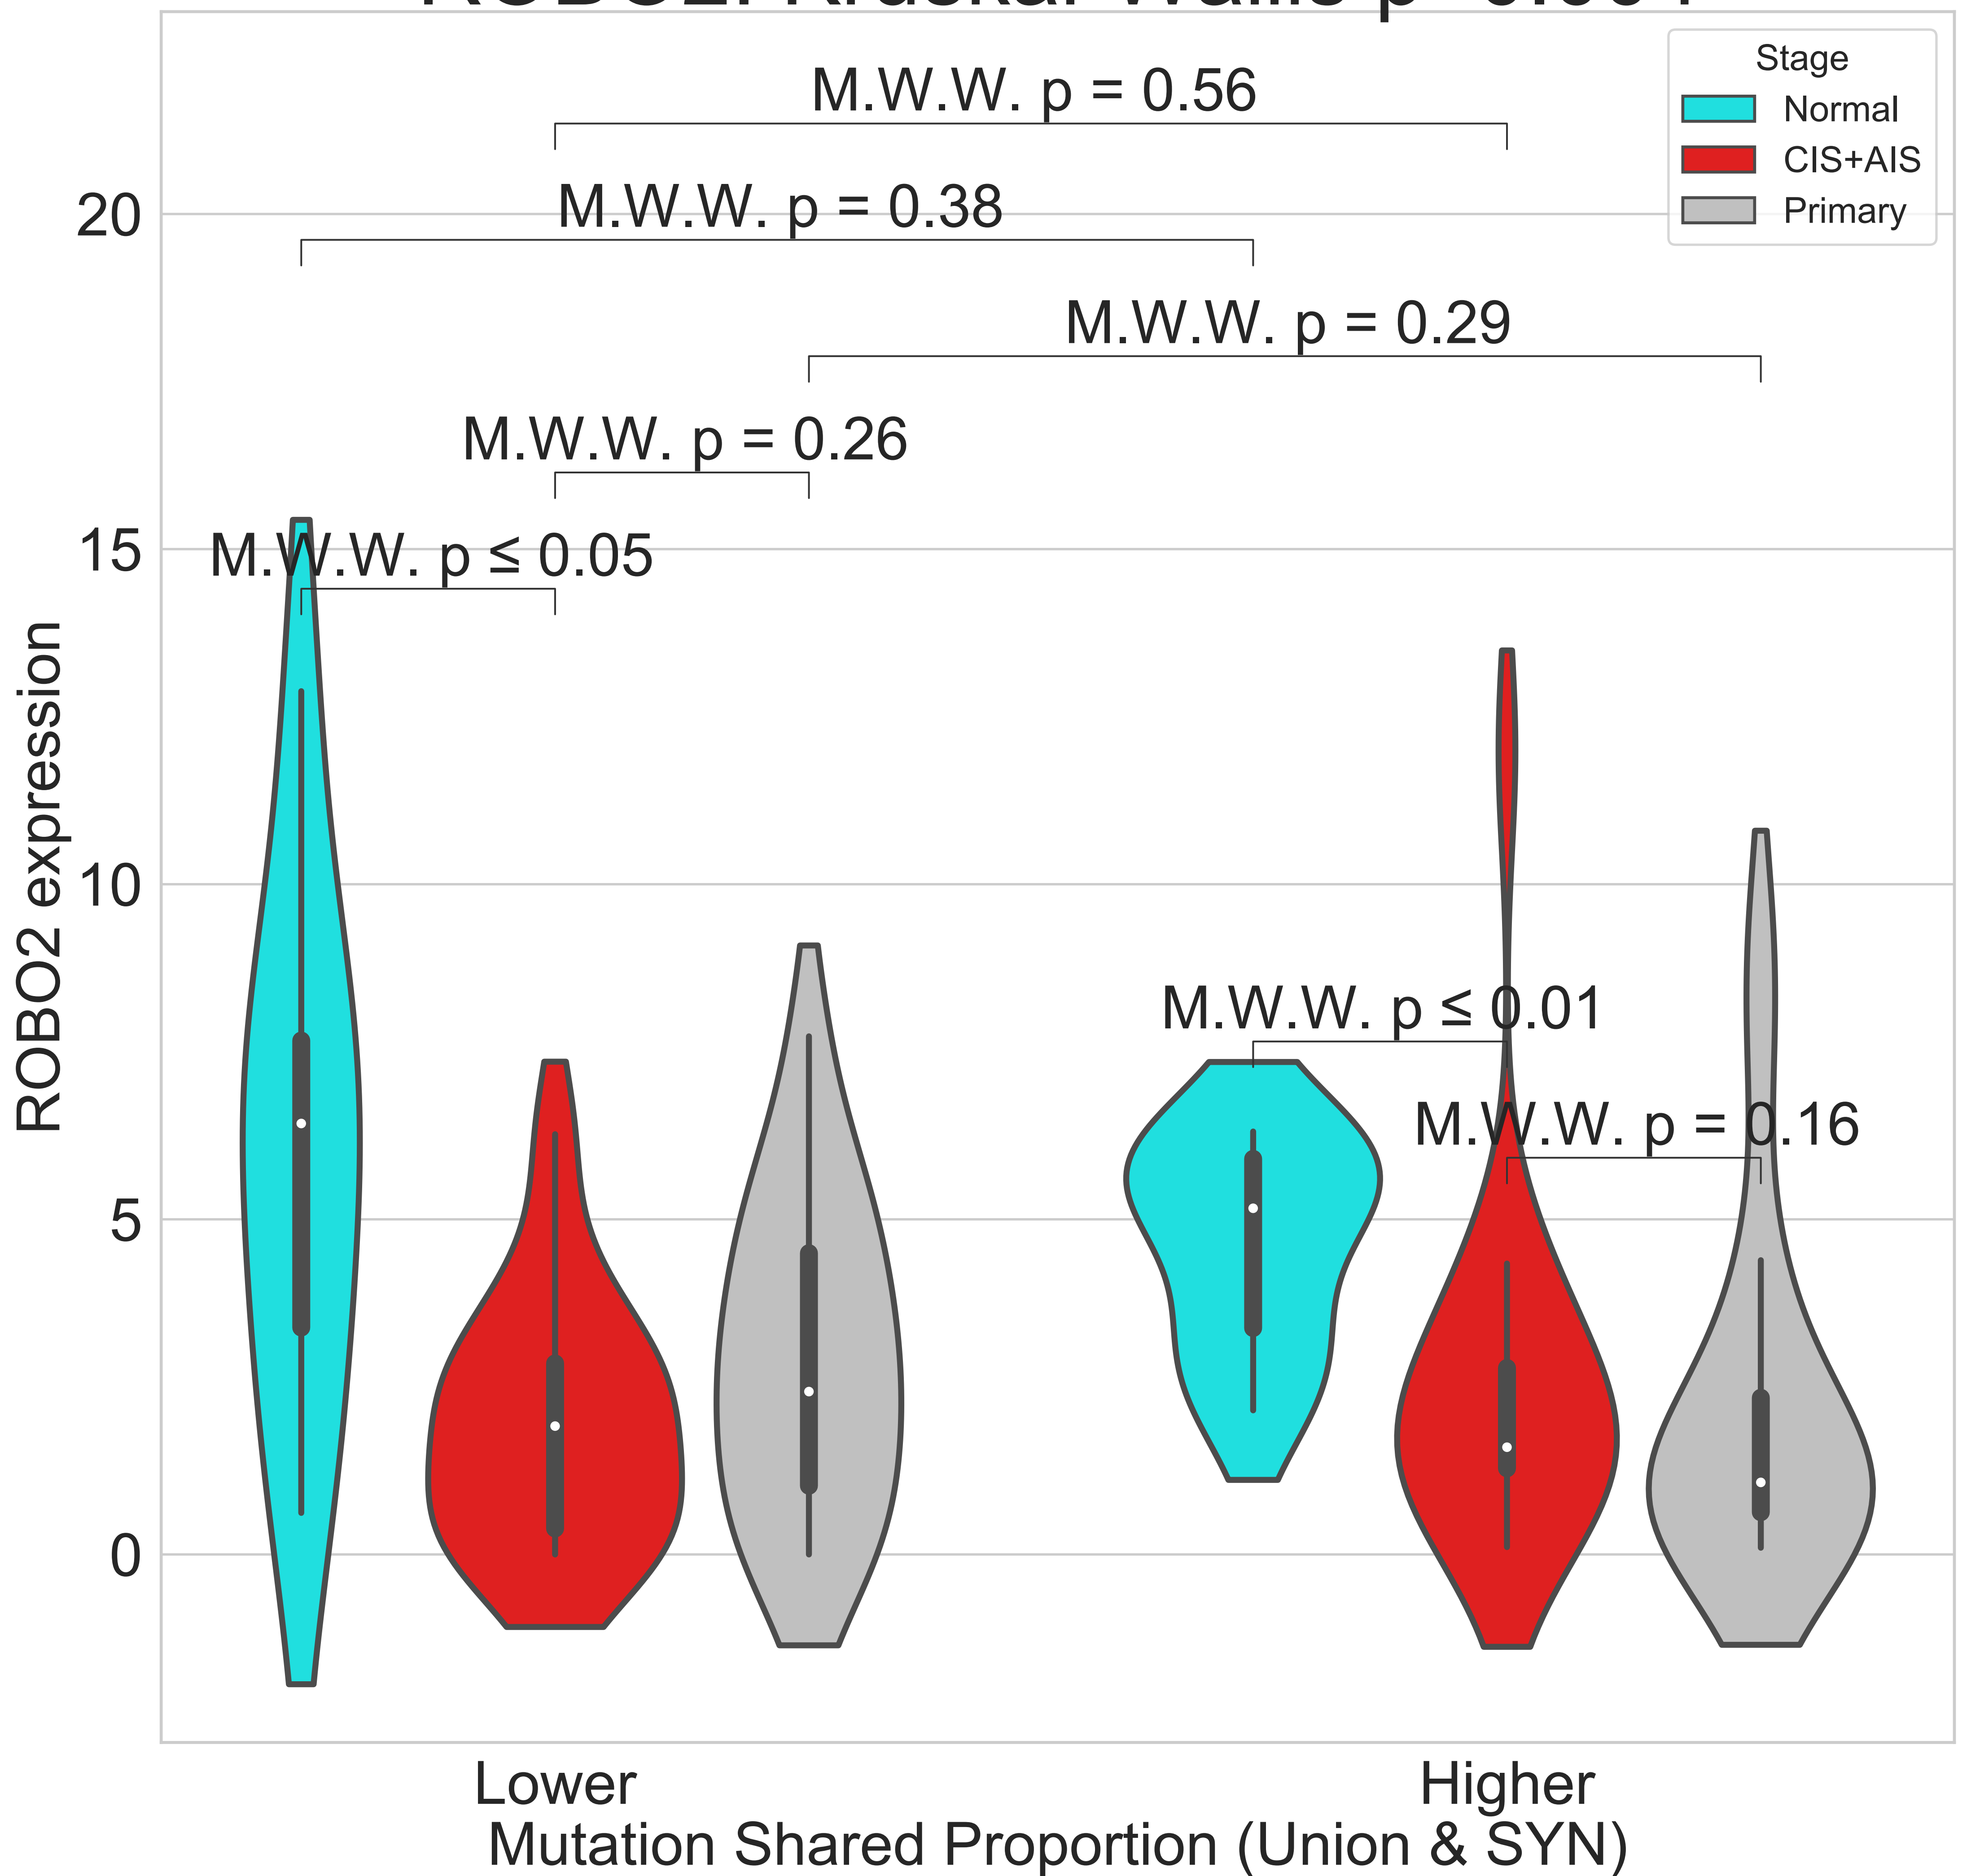 M.W.W. p = 0.56
Stage
Normal
CIS+AIS
Primary
M.W.W. p = 0.38
M.W.W. p = 0.29
M.W.W. p = 0.26
M.W.W. p ≤ 0.05
M.W.W. p ≤ 0.01
M.W.W. p = 0.16
20
15
10
5
0
ROBO2 expression
Lower
Higher
Mutation Shared Proportion (Union & SYN)